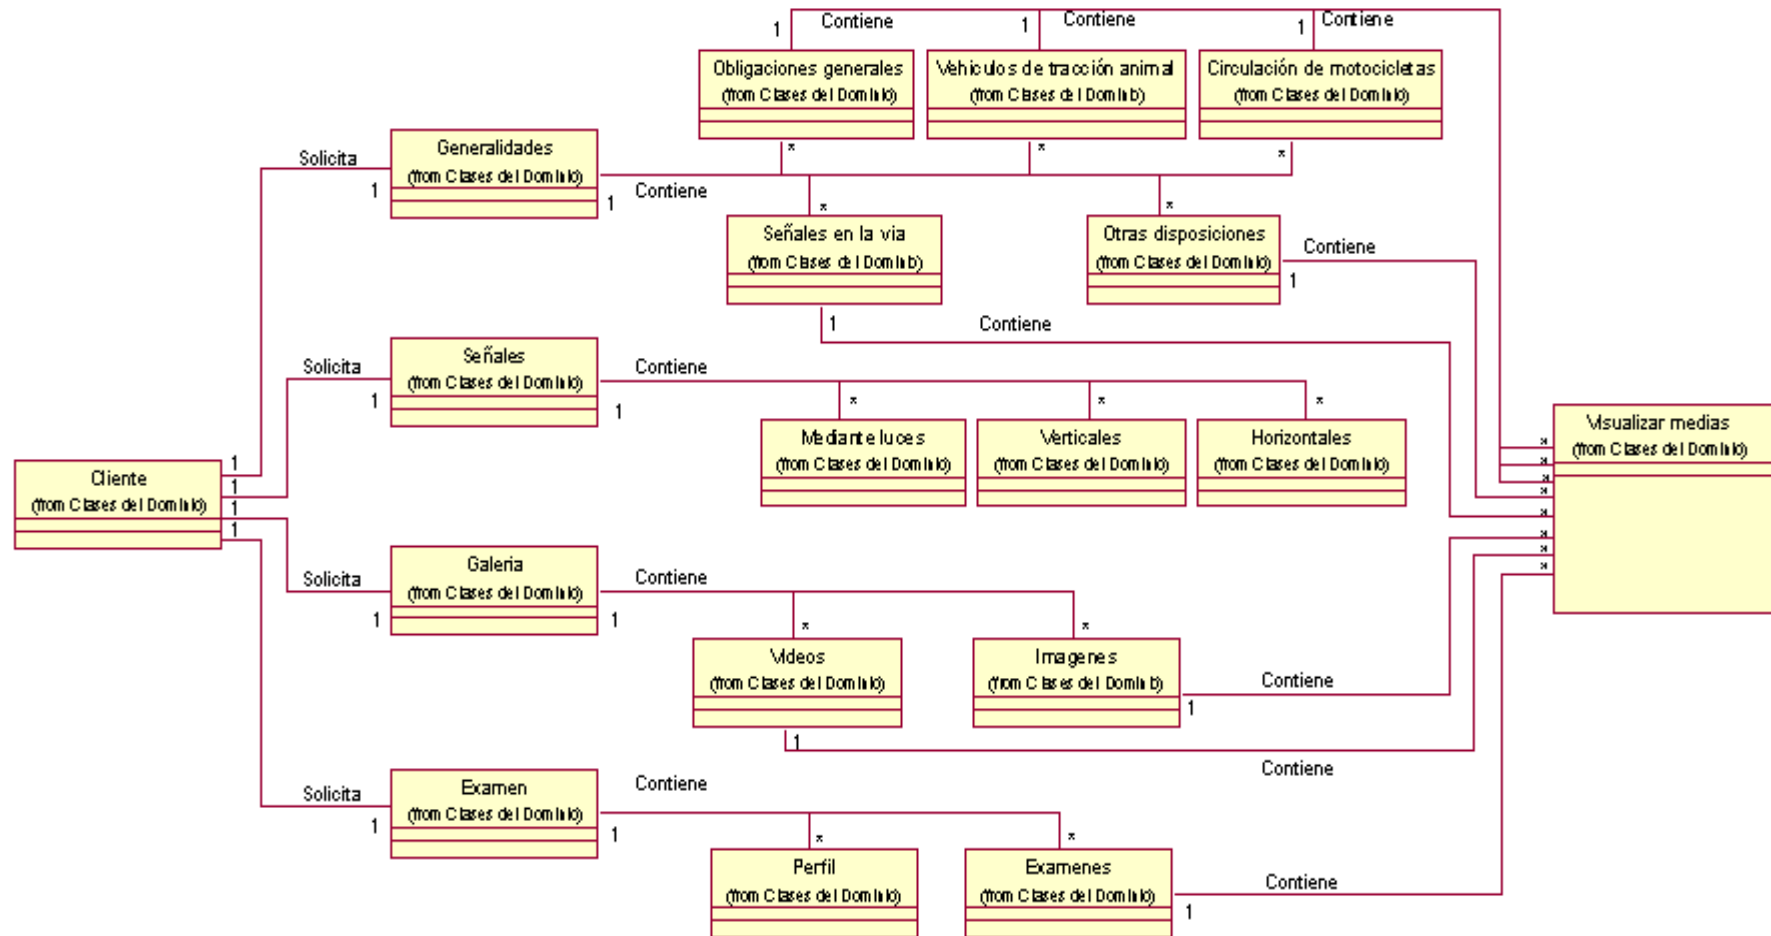 1 Contiene 1 Contiene 1 Contiene
Obligaciones generales
(from Clases del Dominio)
Vehiculos de tracción animal
(from Clases del Dominio)
Circulación de motocicletas
(from Clases del Dominio)
* * *
Solicita
1
Generalidades
(from Clases del Dominio)
1
Contiene
* *
Señales en la via
(from Clases del Dominio)
1
Contiene
Otras disposiciones
(from Clases del Dominio)
Contiene
1
Solicita
1
Señales
(from Clases del Dominio)
1
Contiene
* * *
Mediante luces
(from Clases del Dominio)
Verticales
(from Clases del Dominio)
Horizontales
(from Clases del Dominio)
Visualizar medias
(from Clases del Dominio)
*
*
*
*
*
*
*
*
Cliente
(from Clases del Dominio)
1
1
1
1
Solicita
1
Galeria
(from Clases del Dominio)
1
Contiene
* *
Videos
(from Clases del Dominio)
1
Contiene
Imagenes
(from Clases del Dominio)
1
Contiene
Solicita
1
Examen
(from Clases del Dominio)
1
Contiene
* *
Perfil
(from Clases del Dominio)
Examenes
(from Clases del Dominio)
1
Contiene